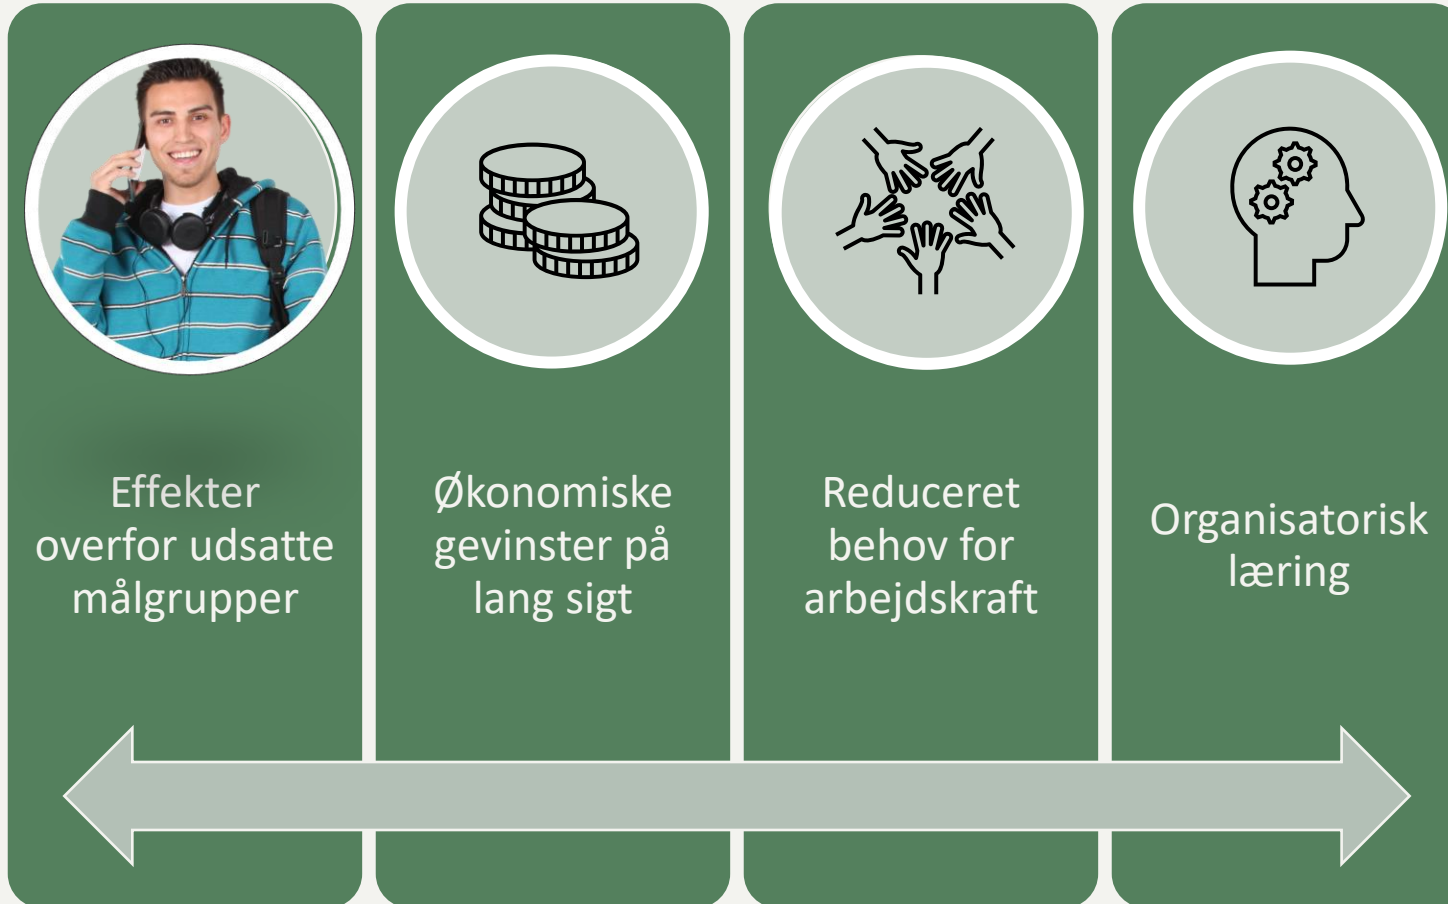 Effekter
overfor udsatte
målgrupper
Økonomiske
gevinster på
lang sigt
Reduceret
behov for
arbejdskraft
Organisatorisk
læring